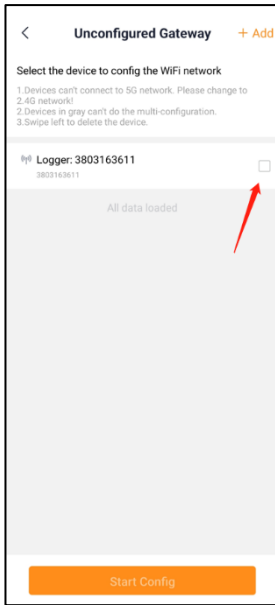 Unconfigured Gateway + Add
Select the device to config the WiFi network
1.Devices can't connect to 5G network. Please change to
2.4G network!
2.Devices in gray can't do the multi-configuration.
3.Swipe left to delete the device.
Logger: 3803163611
3803163611
All data loaded
Start Config